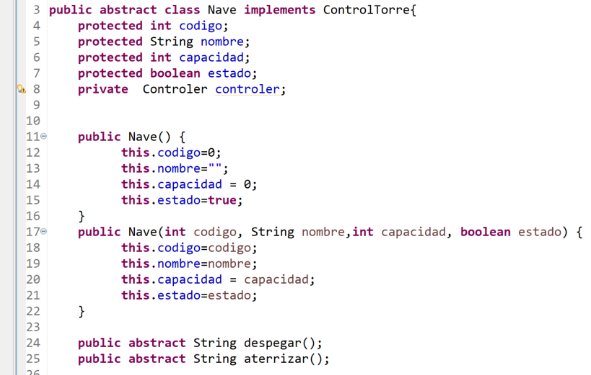 3 public abstract class Nave implements ControlTorre{
4     protected int codigo;
5     protected String nombre;
6     protected int capacidad;
7     protected boolean estado;
8     private  Controler controler;
9
10
11     public Nave() {
12           this.codigo=0;
13           this.nombre="";
14           this.capacidad = 0;
15           this.estado=true;
16     }
17     public Nave(int codigo, String nombre,int capacidad, boolean estado) {
18           this.codigo=codigo;
19           this.nombre=nombre;
20           this.capacidad = capacidad;
21           this.estado=estado;
22     }
23
24     public abstract String despegar();
25     public abstract String aterrizar();
26